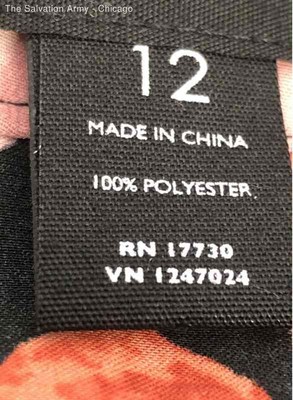 The Salvation Army - Chicago
12
MADE IN CHINA
100% POLYESTER
RN 17730
VN 1247024